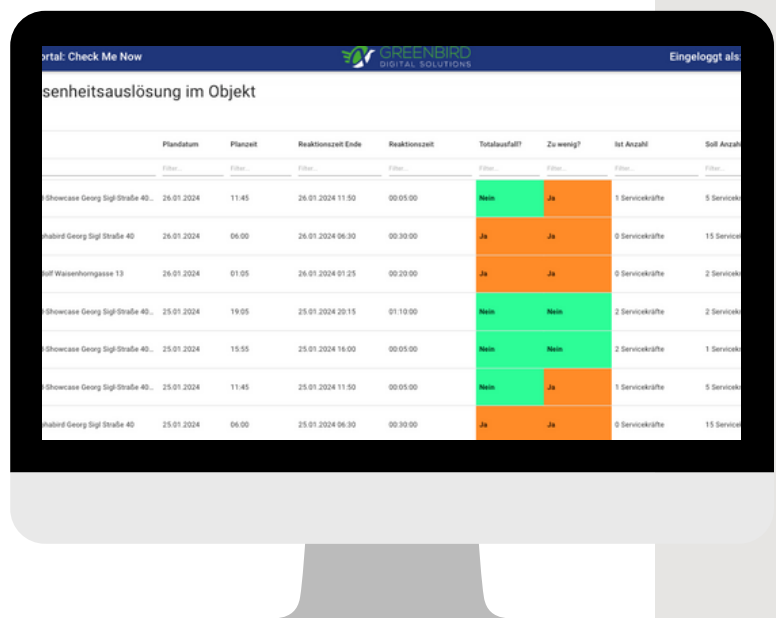 ortal: Check Me Now
GREENBIRD
DIGITAL SOLUTIONS
Eingeloggt als:
senheitsauslösung im Objekt
Plandatum Planzeit Reaktionszeit Ende Reaktionszeit Totalausfall? Zu wenig? Ist Anzahl Soll Anzahl
Filter... Filter... Filter... Filter... Filter... Filter... Filter... Filter...
Showcase Georg Sigl-Straße 40... 26.01.2024 11:45 26.01.2024 11:50 00:05:00 Nein Ja 1 Servicekräfte 5 Servicekr
habird Georg Sigl Straße 40 26.01.2024 06:00 26.01.2024 06:30 00:30:00 Ja Ja 0 Servicekräfte 15 Service
olf Waisenhorngasse 13 26.01.2024 01:05 26.01.2024 01:25 00:20:00 Ja Ja 0 Servicekräfte 2 Servicekr
Showcase Georg Sigl-Straße 40... 25.01.2024 19:05 25.01.2024 20:15 01:10:00 Nein Nein 2 Servicekräfte 2 Servicekr
Showcase Georg Sigl-Straße 40... 25.01.2024 15:55 25.01.2024 16:00 00:05:00 Nein Nein 2 Servicekräfte 1 Servicekr
Showcase Georg Sigl-Straße 40... 25.01.2024 11:45 25.01.2024 11:50 00:05:00 Nein Ja 1 Servicekräfte 5 Servicekr
habird Georg Sigl Straße 40 25.01.2024 06:00 25.01.2024 06:30 00:30:00 Ja Ja 0 Servicekräfte 15 Service